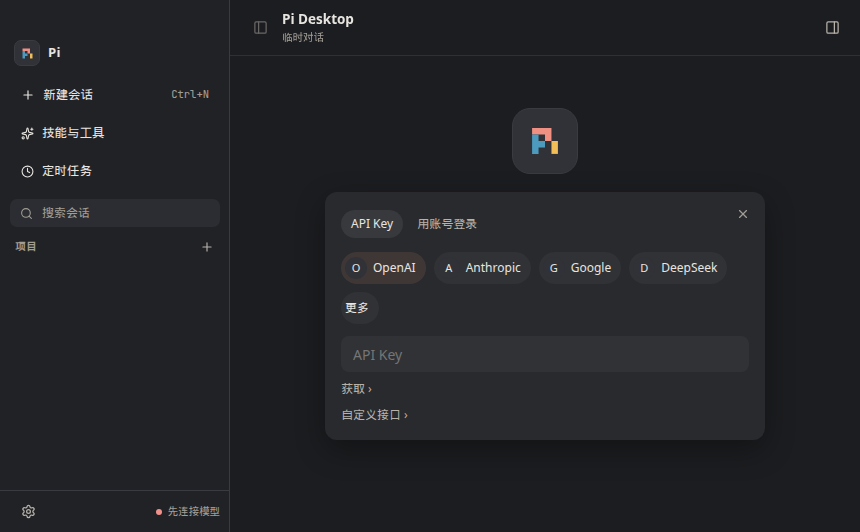 Pi Desktop
临时对话
Pi
新建会话 Ctrl+N
技能与工具
定时任务
搜索会话
项目
API Key 用账号登录
O OpenAI A Anthropic G Google D DeepSeek
更多
API Key
获取 ›
自定义接口 ›
先连接模型